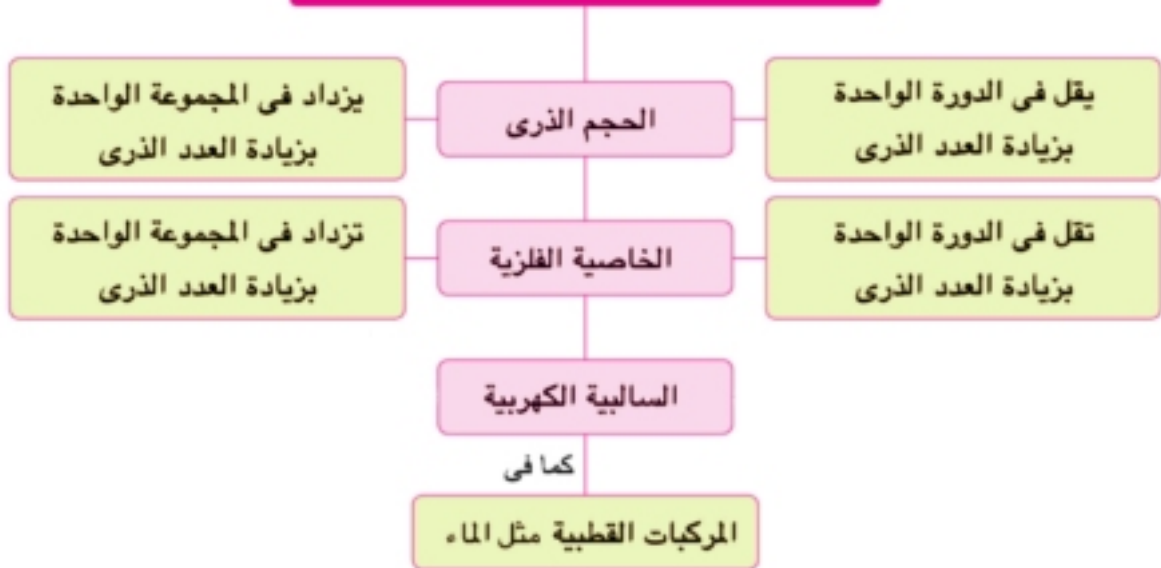 يقل فى الدورة الواحدة
بزيادة العدد الذرى
الحجم الذرى
يزداد فى المجموعة الواحدة
بزيادة العدد الذرى
تقل فى الدورة الواحدة
بزيادة العدد الذرى
الخاصية الفلزية
تزداد فى المجموعة الواحدة
بزيادة العدد الذرى
السالبية الكهربية
كما فى
المركبات القطبية مثل الماء